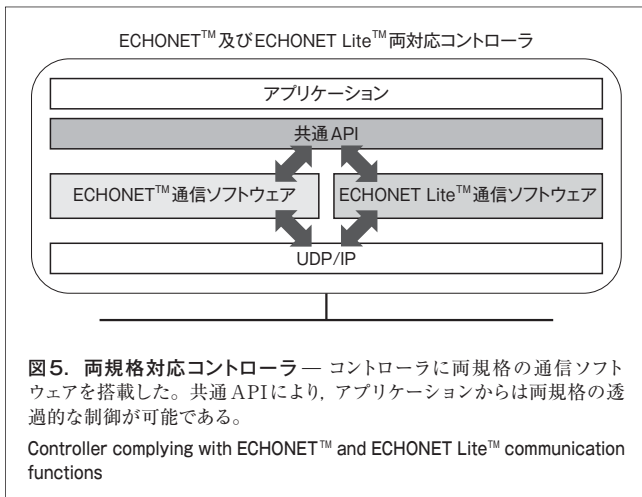 ECHONET™及びECHONET Lite™両対応コントローラ
アプリケーション
共通API
ECHONET™通信ソフトウェア
ECHONET Lite™通信ソフトウェア
UDP/IP
図5. 両規格対応コントローラ — コントローラに両規格の通信ソフト
ウェアを搭載した。共通APIにより，アプリケーションからは両規格の透
過的な制御が可能である。
Controller complying with ECHONET™ and ECHONET Lite™ communication
functions